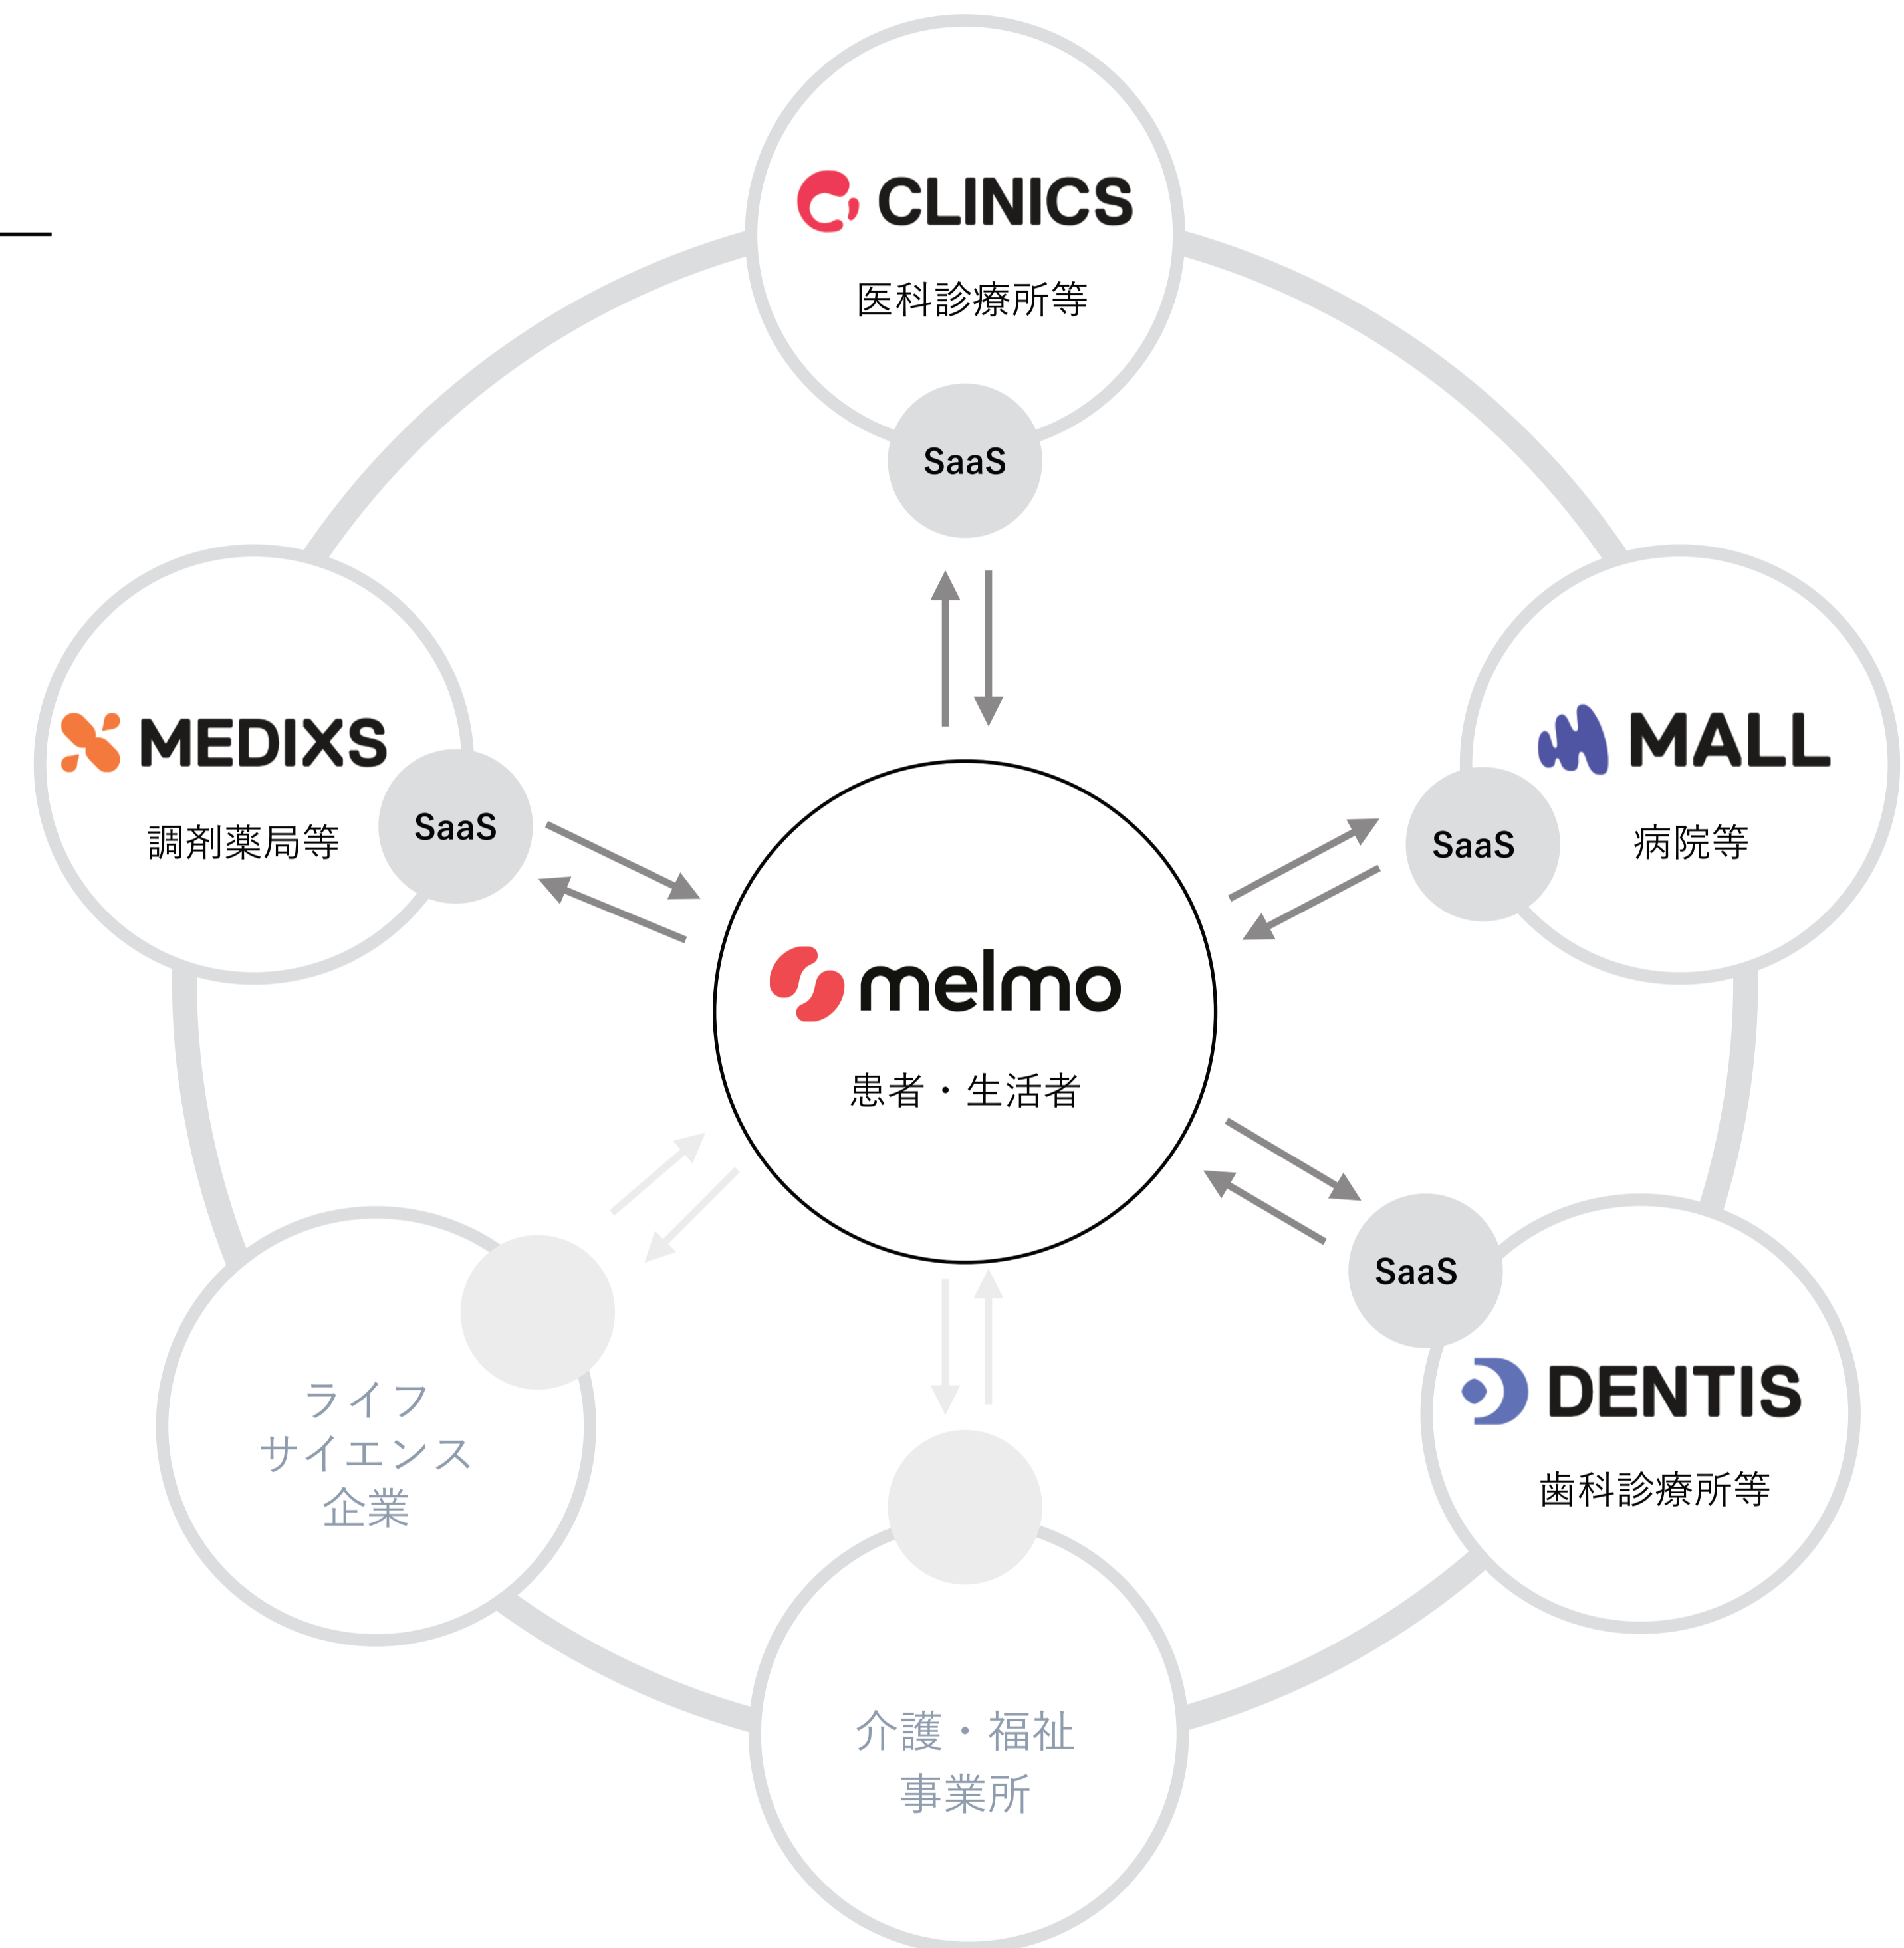 CLINICS
医科診療所等
SaaS
MEDIXS
調剤薬局等
SaaS
MALL
病院等
SaaS
melmo
患者・生活者
SaaS
DENTIS
歯科診療所等
ライフ
サイエンス
企業
介護・福祉
事業所